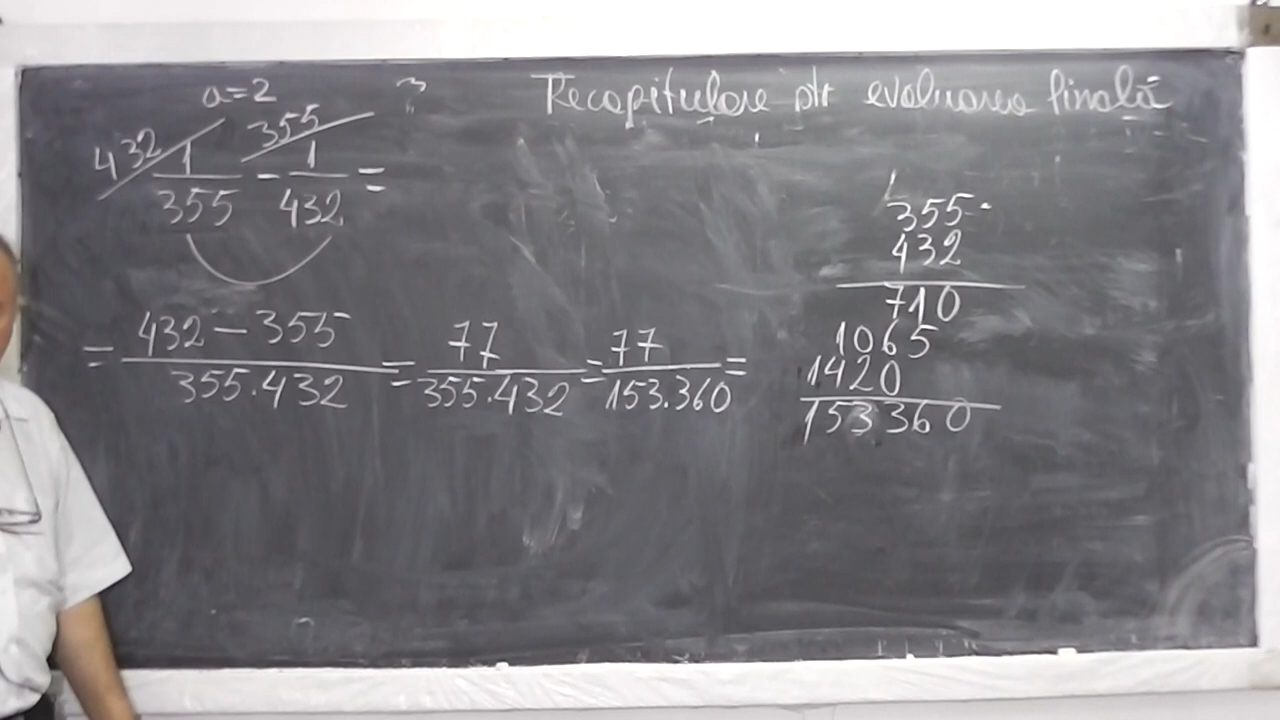 Recapitulare ptr evaluarea finală
a=2
432 355
1/355 - 1/432 =
= (432-355)/(355.432) = 77/(355.432) = 77/153.360 =
355.
432
710
1065
1420
153360